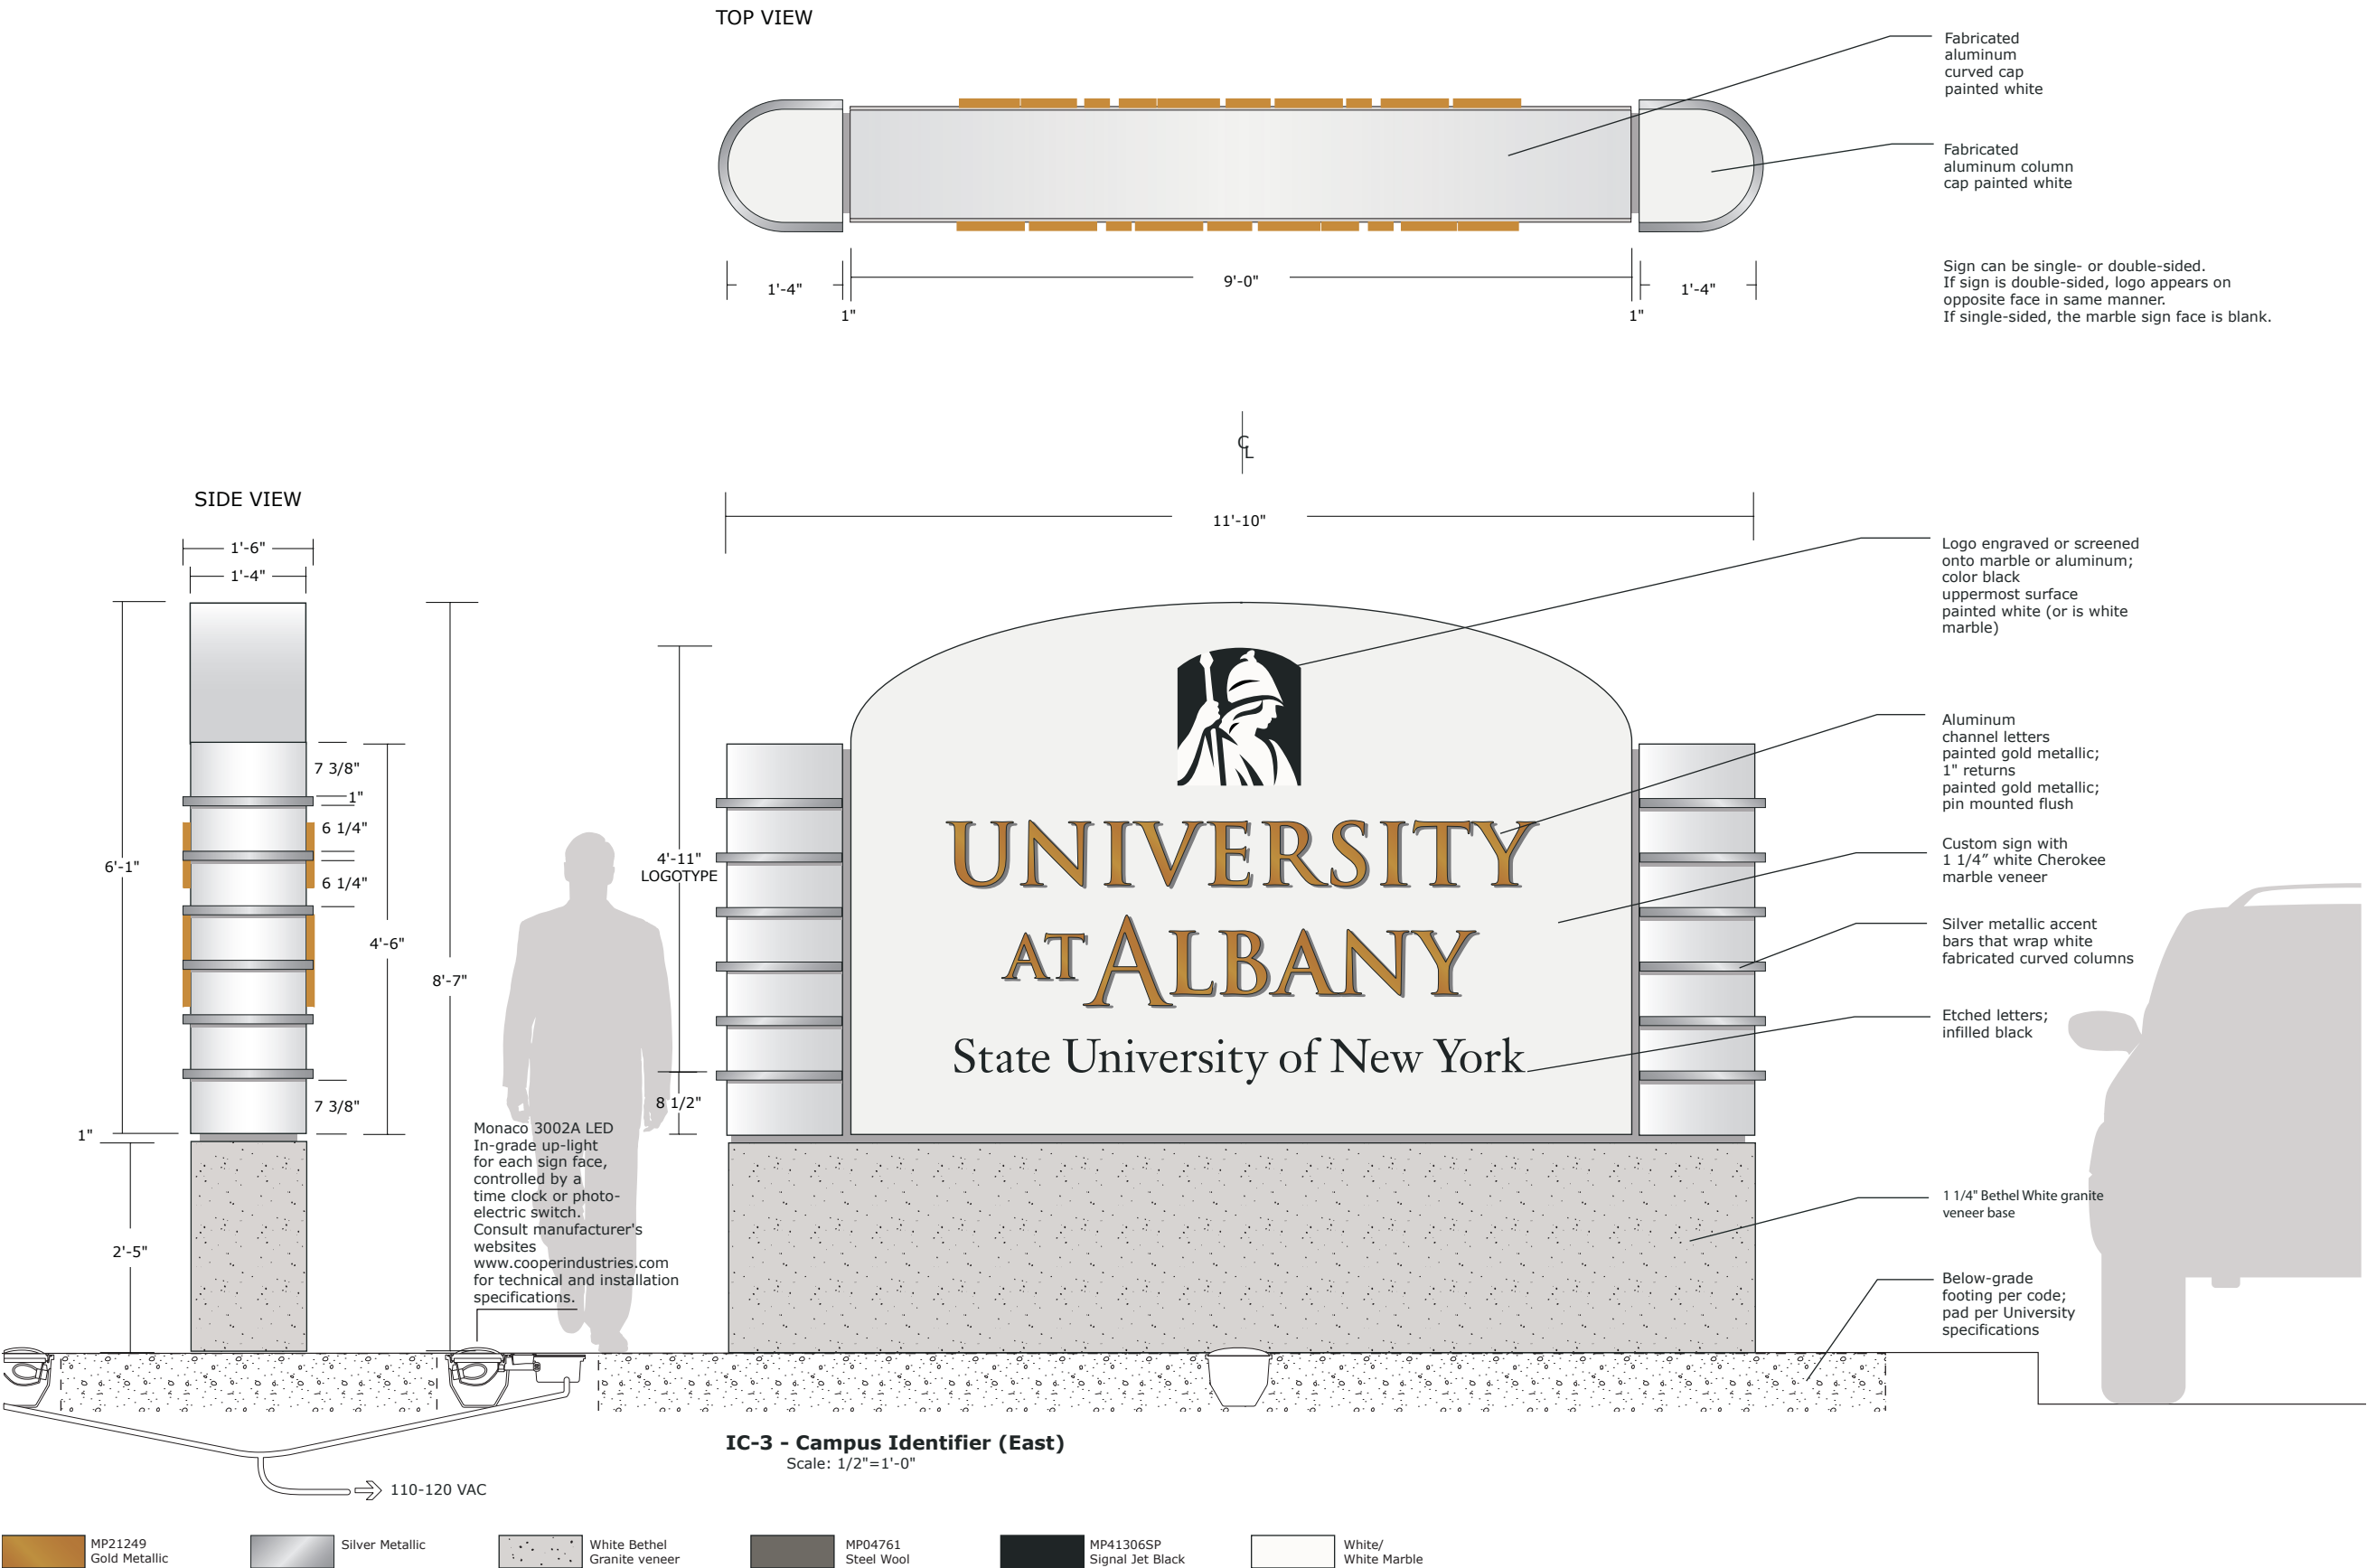 TOP VIEW
Fabricated
aluminum
curved cap
painted white
Fabricated
aluminum column
cap painted white
1'-4"
9'-0"
1'-4"
1"
1"
Sign can be single- or double-sided.
If sign is double-sided, logo appears on
opposite face in same manner.
If single-sided, the marble sign face is blank.
CL
SIDE VIEW
11'-10"
1'-6"
1'-4"
7 3/8"
1"
6 1/4"
6 1/4"
6'-1"
4'-6"
8'-7"
7 3/8"
1"
2'-5"
4'-11"
LOGOTYPE
8 1/2"
UNIVERSITY
AT ALBANY
State University of New York
Logo engraved or screened
onto marble or aluminum;
color black
uppermost surface
painted white (or is white
marble)
Aluminum
channel letters
painted gold metallic;
1" returns
painted gold metallic;
pin mounted flush
Custom sign with
1 1/4” white Cherokee
marble veneer
Silver metallic accent
bars that wrap white
fabricated curved columns
Etched letters;
infilled black
1 1/4" Bethel White granite
veneer base
Below-grade
footing per code;
pad per University
specifications
Monaco 3002A LED
In-grade up-light
for each sign face,
controlled by a
time clock or photo-
electric switch.
Consult manufacturer's
websites
www.cooperindustries.com
for technical and installation
specifications.
IC-3 - Campus Identifier (East)
Scale: 1/2"=1'-0"
110-120 VAC
MP21249
Gold Metallic
Silver Metallic
White Bethel
Granite veneer
MP04761
Steel Wool
MP41306SP
Signal Jet Black
White/
White Marble